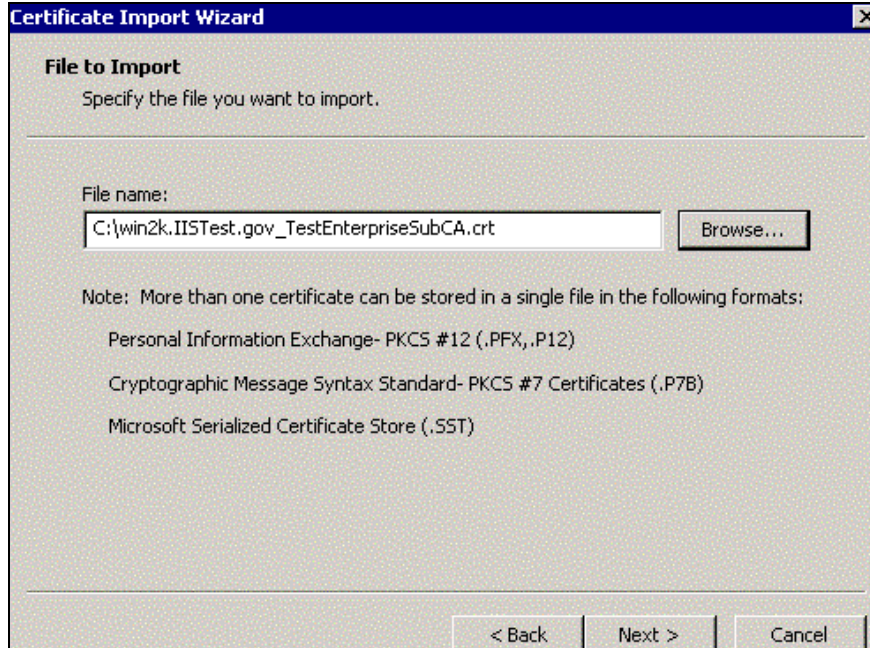 Certificate Import Wizard
File to Import
Specify the file you want to import.
File name:
C:\win2k.IISTest.gov_TestEnterpriseSubCA.crt
Browse...
Note: More than one certificate can be stored in a single file in the following formats:
Personal Information Exchange- PKCS #12 (.PFX,.P12)
Cryptographic Message Syntax Standard- PKCS #7 Certificates (.P7B)
Microsoft Serialized Certificate Store (.SST)
< Back
Next >
Cancel